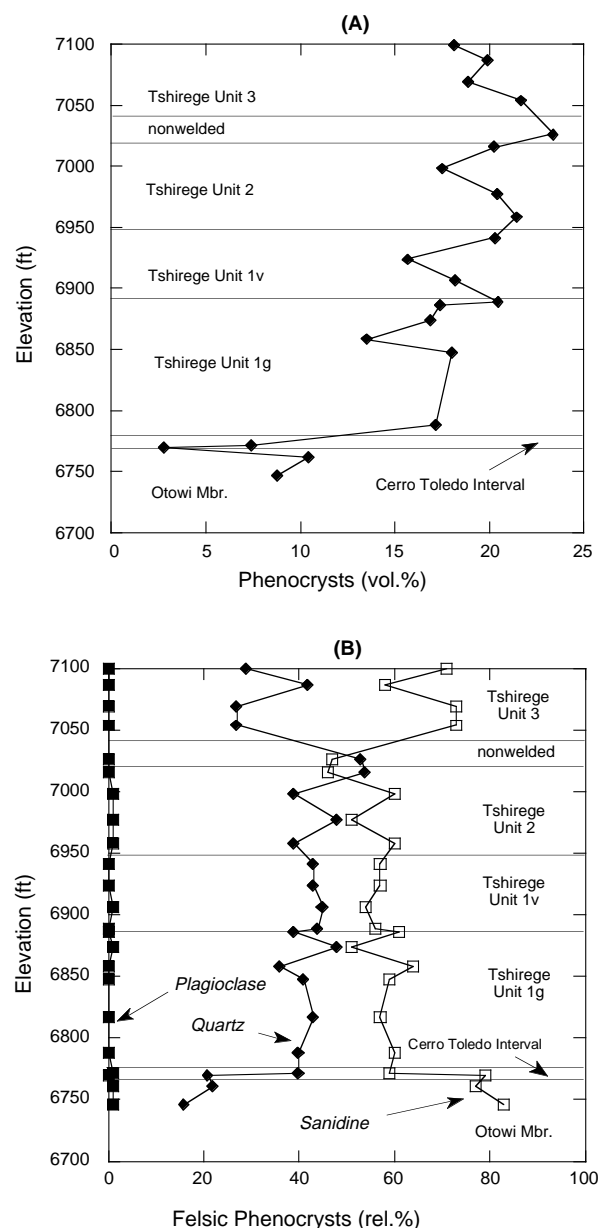 (A)
7100
7050
7000
6950
6900
6850
6800
6750
6700
Elevation (ft)
Tshirege Unit 3
nonwelded
Tshirege Unit 2
Tshirege Unit 1v
Tshirege Unit 1g
Cerro Toledo Interval
Otowi Mbr.
0 5 10 15 20 25
Phenocrysts (vol.%)
(B)
7100
7050
7000
6950
6900
6850
6800
6750
6700
Elevation (ft)
Tshirege
Unit 3
nonwelded
Tshirege
Unit 2
Tshirege
Unit 1v
Tshirege
Unit 1g
Plagioclase
Quartz
Cerro Toledo Interval
Sanidine
Otowi Mbr.
0 20 40 60 80 100
Felsic Phenocrysts (rel.%)